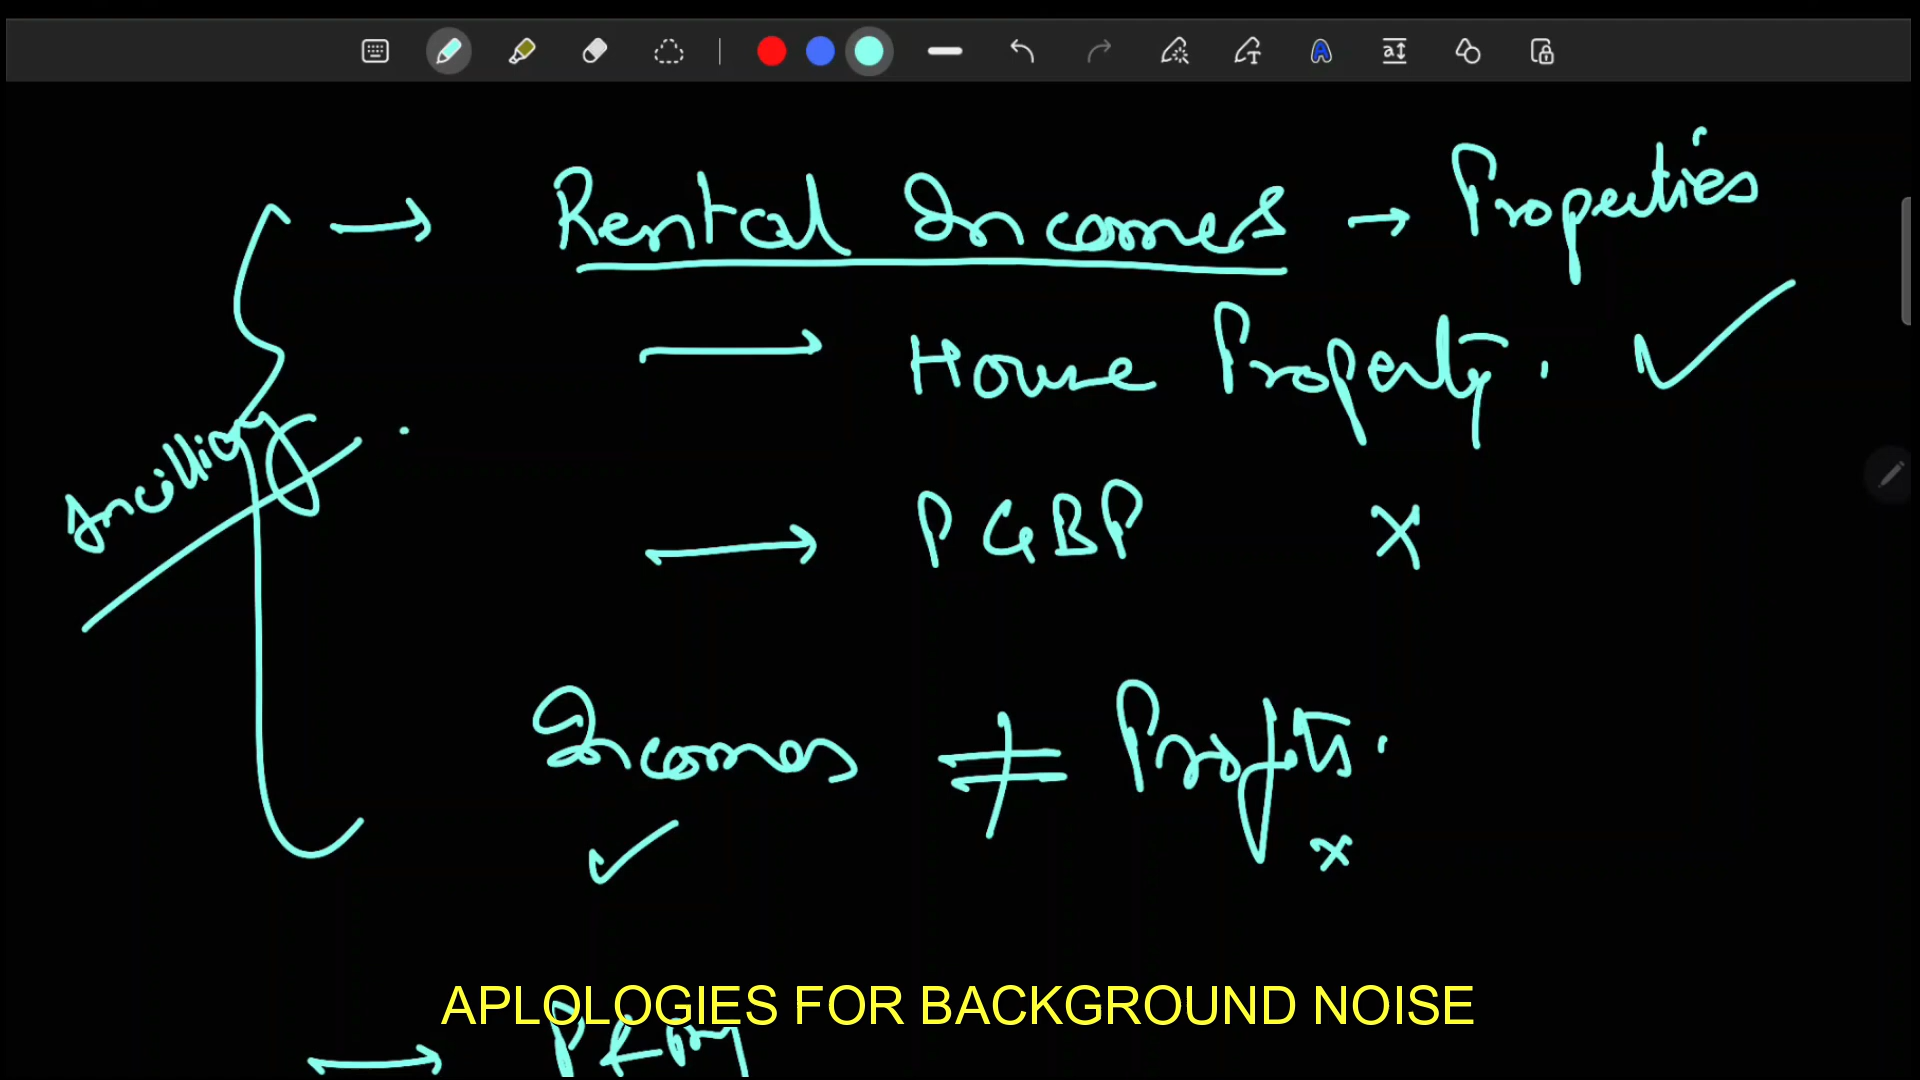 → Rental Incomes → Properties
→ House Property. ✓
Ancillary
→ PGBP x
Incomes ≠ Profits.
✓ x
APLOLOGIES FOR BACKGROUND NOISE
→